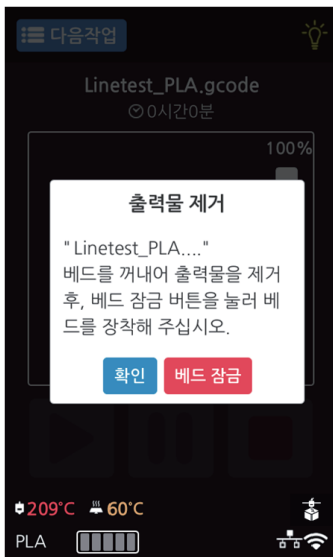 다음작업
Linetest_PLA.gcode
0시간0분
100%
출력물 제거
"Linetest_PLA...."
베드를 꺼내어 출력물을 제거
후, 베드 잠금 버튼을 눌러 베
드를 장착해 주십시오.
확인 베드 잠금
209°C 60°C
PLA